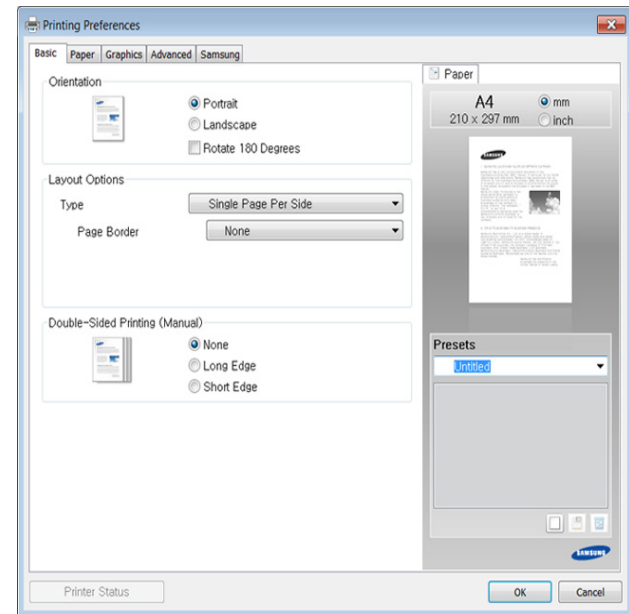 Printing Preferences
Basic Paper Graphics Advanced Samsung
Orientation
Portrait
Landscape
Rotate 180 Degrees
Layout Options
Type Single Page Per Side
Page Border None
Double-Sided Printing (Manual)
None
Long Edge
Short Edge
Paper
A4
210 x 297 mm
mm
inch
SAMSUNG
Presets
Untitled
SAMSUNG
Printer Status
OK Cancel